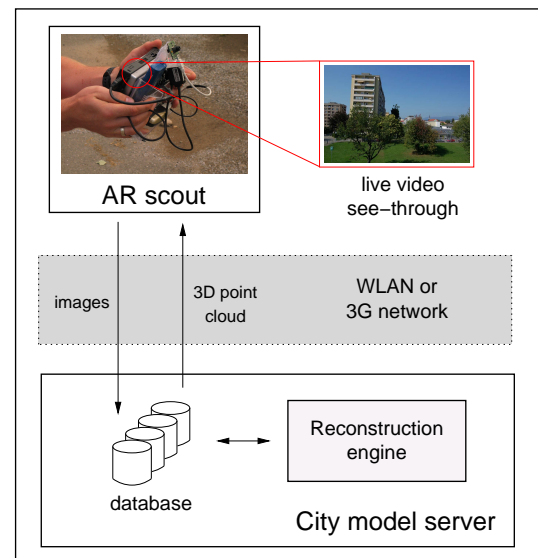 AR scout
live video
see−through
images
3D point
cloud
WLAN or
3G network
database
Reconstruction
engine
City model server